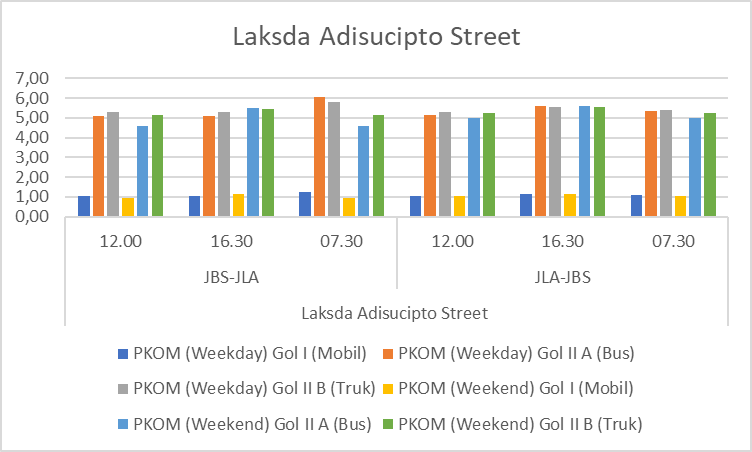 Laksda Adisucipto Street
7,00
6,00
5,00
4,00
3,00
2,00
1,00
0,00
12.00 16.30 07.30 12.00 16.30 07.30
JBS-JLA JLA-JBS
Laksda Adisucipto Street
PKOM (Weekday) Gol I (Mobil) PKOM (Weekday) Gol II A (Bus)
PKOM (Weekday) Gol II B (Truk) PKOM (Weekend) Gol I (Mobil)
PKOM (Weekend) Gol II A (Bus) PKOM (Weekend) Gol II B (Truk)